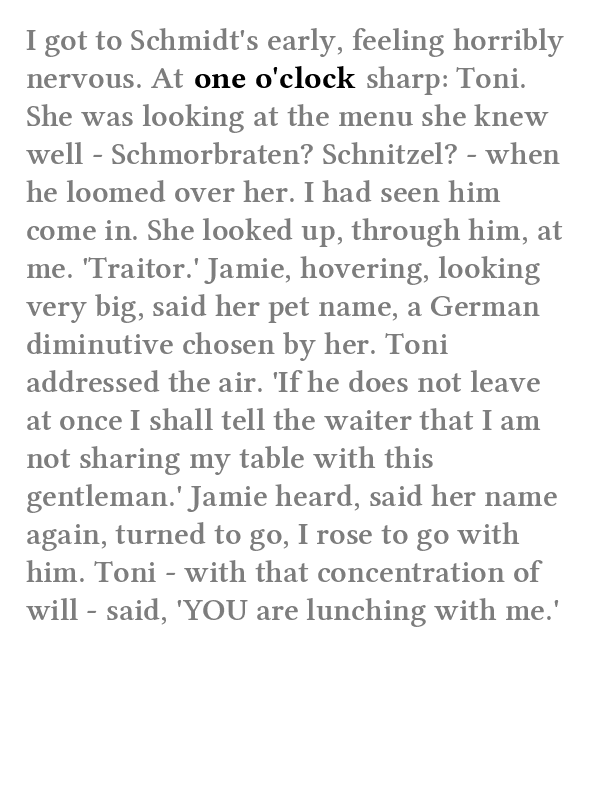 I got to Schmidt's early, feeling horribly
nervous. At one o'clock sharp: Toni.
She was looking at the menu she knew
well - Schmorbraten? Schnitzel? - when
he loomed over her. I had seen him
come in. She looked up, through him, at
me. 'Traitor.' Jamie, hovering, looking
very big, said her pet name, a German
diminutive chosen by her. Toni
addressed the air. 'If he does not leave
at once I shall tell the waiter that I am
not sharing my table with this
gentleman.' Jamie heard, said her name
again, turned to go, I rose to go with
him. Toni - with that concentration of
will - said, 'YOU are lunching with me.'